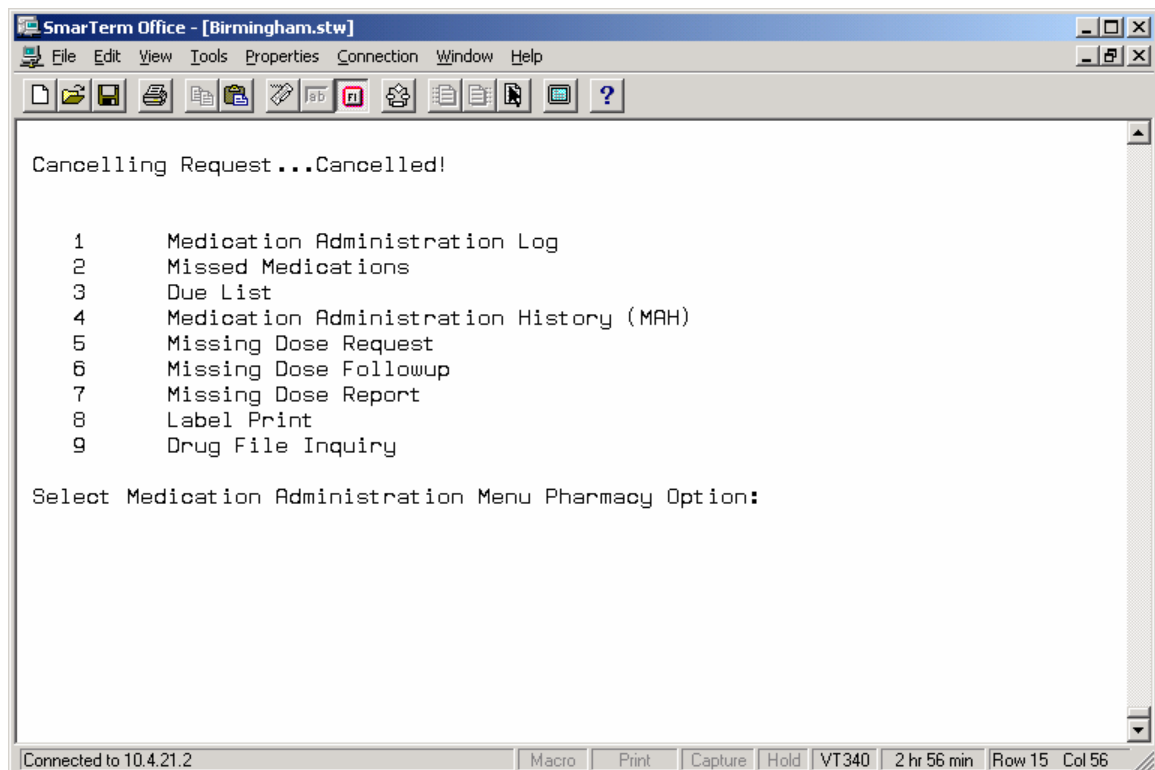 SmarTerm Office - [Birmingham.stw]
File Edit View Tools Properties Connection Window Help
Cancelling Request...Cancelled!
1 Medication Administration Log
2 Missed Medications
3 Due List
4 Medication Administration History (MAH)
5 Missing Dose Request
6 Missing Dose Followup
7 Missing Dose Report
8 Label Print
9 Drug File Inquiry
Select Medication Administration Menu Pharmacy Option:
Connected to 10.4.21.2 Macro Print Capture Hold VT340 2 hr 56 min Row 15 Col 56